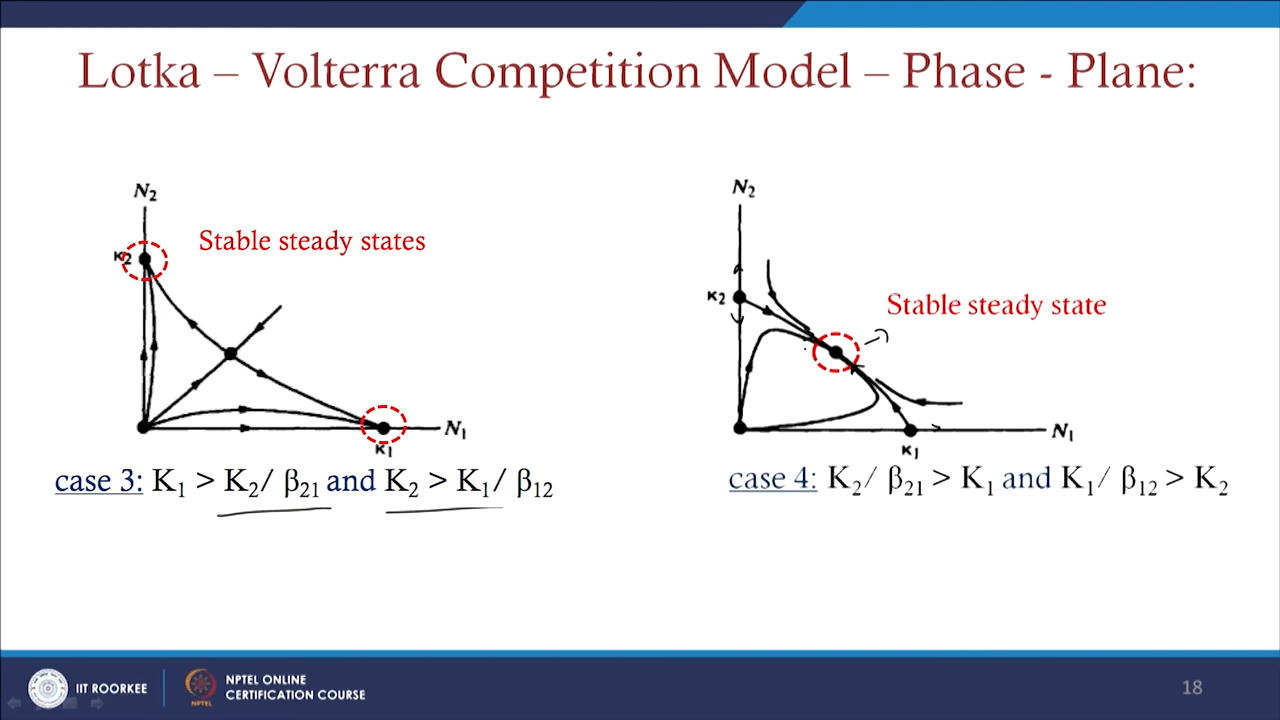 Lotka – Volterra Competition Model – Phase - Plane:
N₂
Stable steady states
K₂
N₁
K₁
case 3: K₁ > K₂/ β₂₁ and K₂ > K₁/ β₁₂
N₂
K₂
Stable steady state
N₁
K₁
case 4: K₂/ β₂₁ > K₁ and K₁/ β₁₂ > K₂
IIT ROORKEE
NPTEL
NPTEL ONLINE
CERTIFICATION COURSE
18